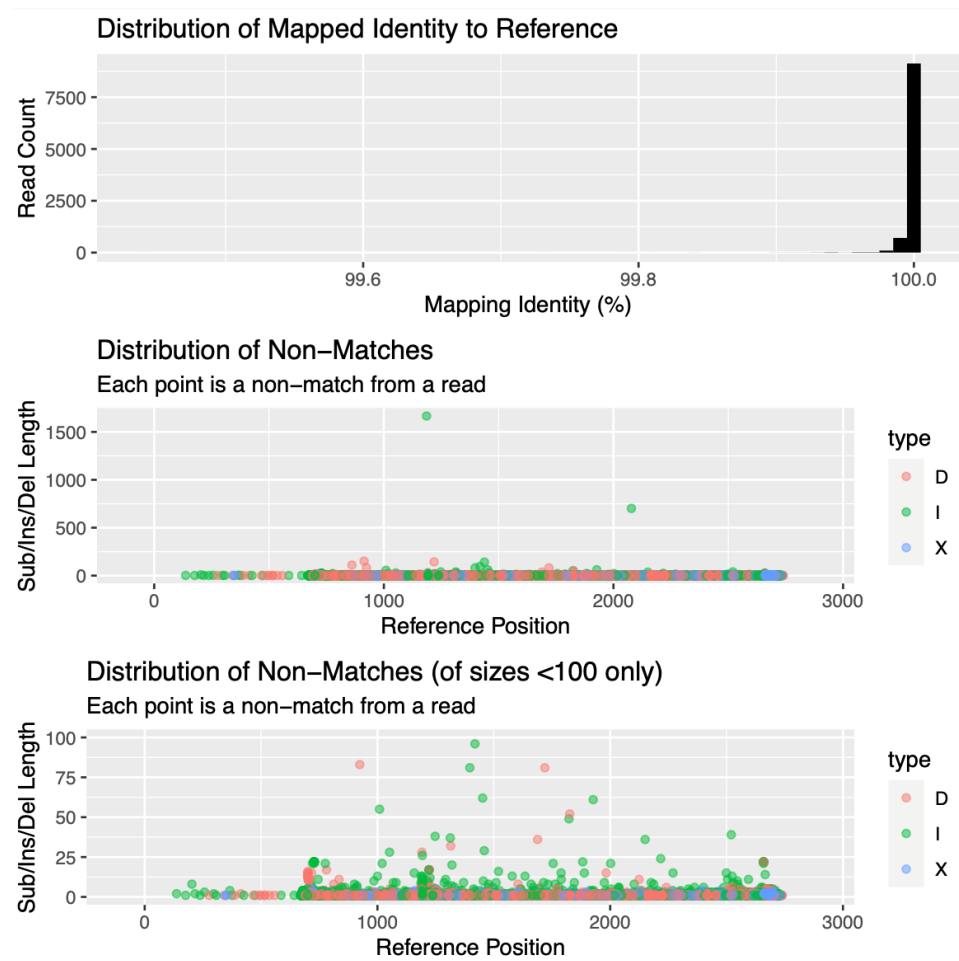 Distribution of Mapped Identity to Reference
Read Count
7500
5000
2500
0
99.6 99.8 100.0
Mapping Identity (%)
Distribution of Non−Matches
Each point is a non−match from a read
Sub/Ins/Del Length
1500
1000
500
0
0 1000 2000 3000
Reference Position
type
D
I
X
Distribution of Non−Matches (of sizes <100 only)
Each point is a non−match from a read
Sub/Ins/Del Length
100
75
50
25
0
0 1000 2000 3000
Reference Position
type
D
I
X